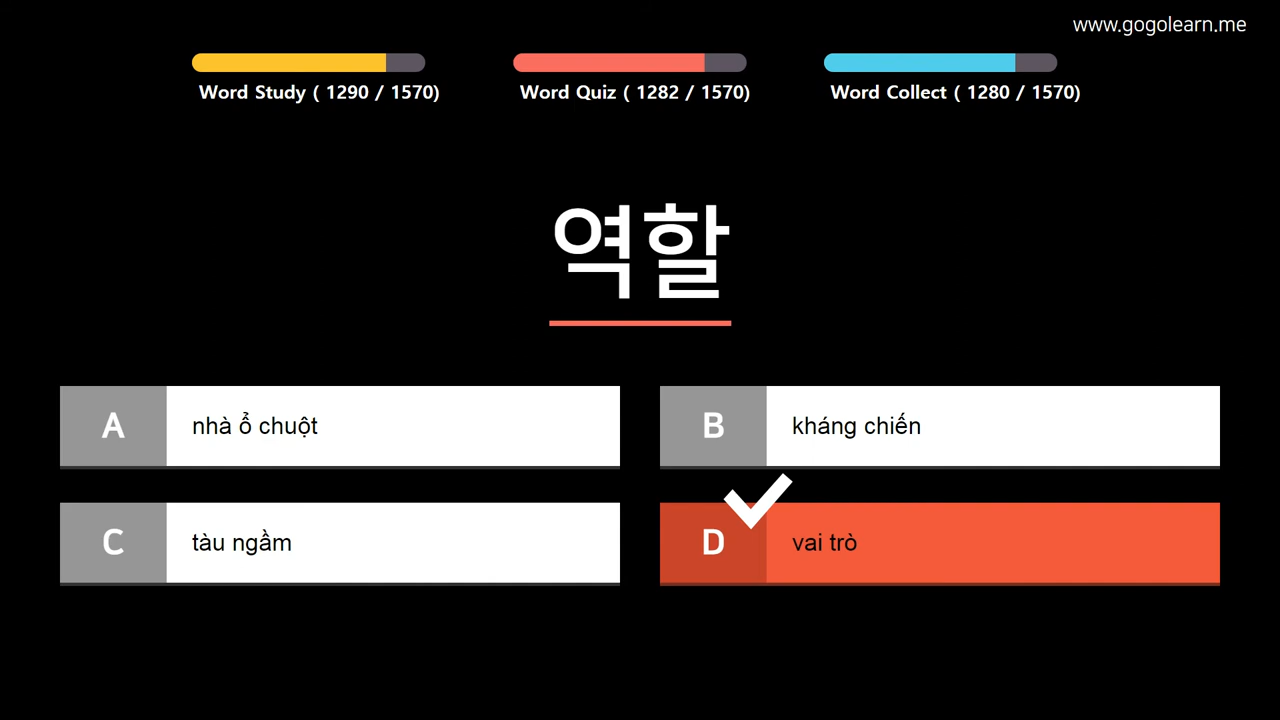 www.gogolearn.me
Word Study ( 1290 / 1570)
Word Quiz ( 1282 / 1570)
Word Collect ( 1280 / 1570)
역할
A nhà ổ chuột
B kháng chiến
C tàu ngầm
D vai trò